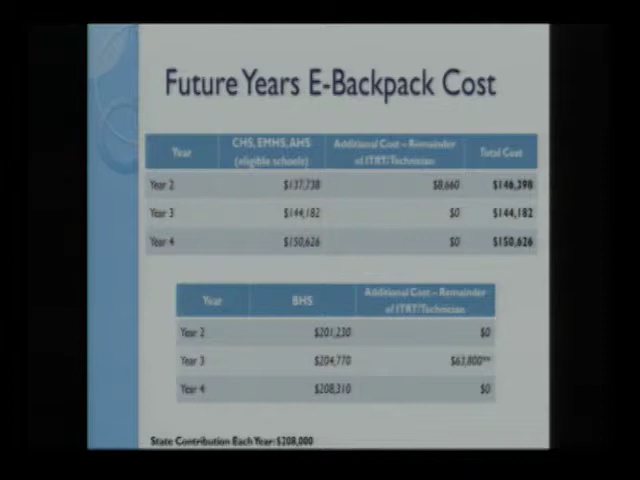 Future Years E-Backpack Cost
Year CHS, EMHS, AHS (eligible schools) Additional Cost – Remainder of ITRT/Technician Total Cost
Year 2 $137,738 $8,660 $146,398
Year 3 $144,182 $0 $144,182
Year 4 $150,626 $0 $150,626
Year BHS Additional Cost – Remainder of ITRT/Technician
Year 2 $201,230 $0
Year 3 $204,770 $63,800**
Year 4 $208,310 $0
State Contribution Each Year: $208,000